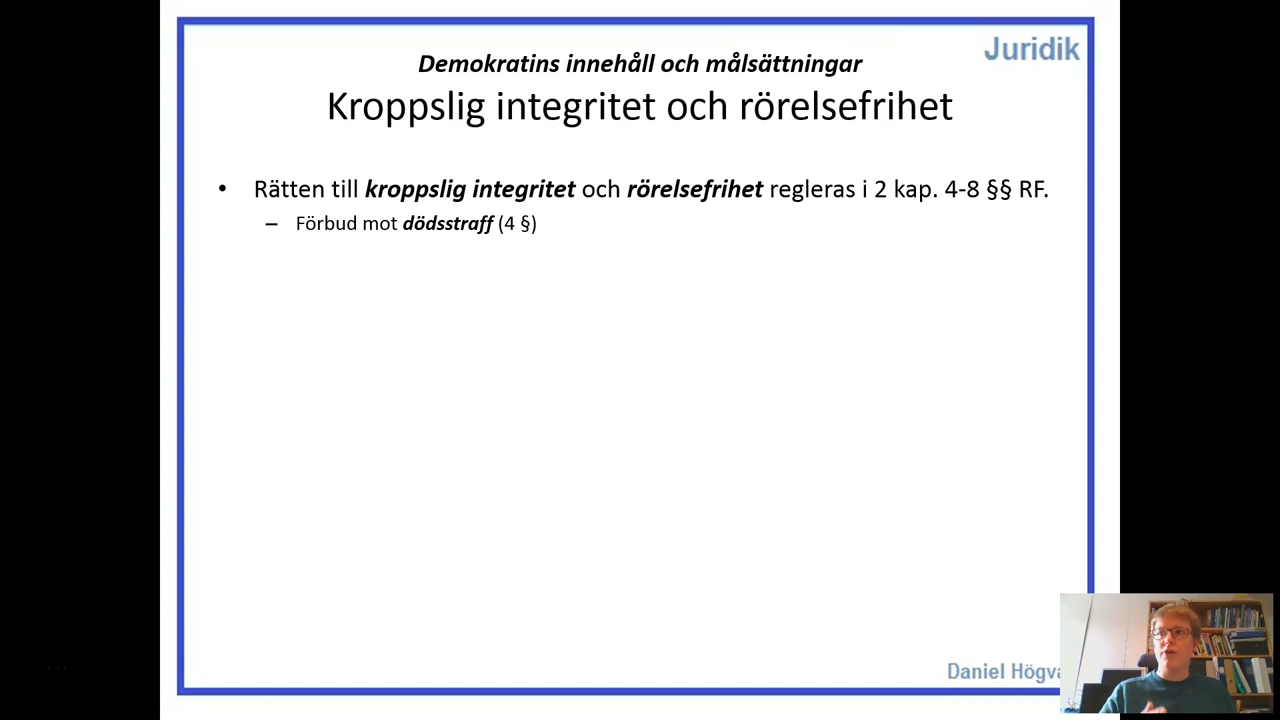 Juridik
Demokratins innehåll och målsättningar
Kroppslig integritet och rörelsefrihet
• Rätten till kroppslig integritet och rörelsefrihet regleras i 2 kap. 4-8 §§ RF.
– Förbud mot dödsstraff (4 §)
Daniel